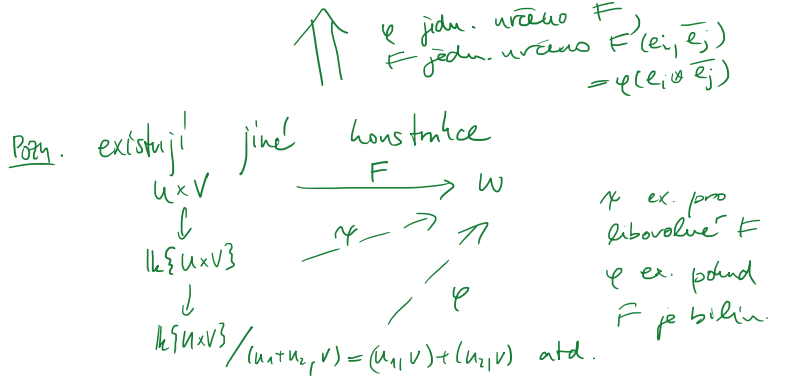 φ jedn. určeno F,
F jedn. určeno F(ei, ēj)
= φ(ei ⊗ ēj)
Pozn. existují jiné konstrukce
U × V F W
ψ
𝕜{U×V}
φ
𝕜{U×V}/(u1+u2, v) = (u1, v) + (u2, v) atd.
ψ ex. pro
libovolné F
φ ex. pokud
F je bilin.